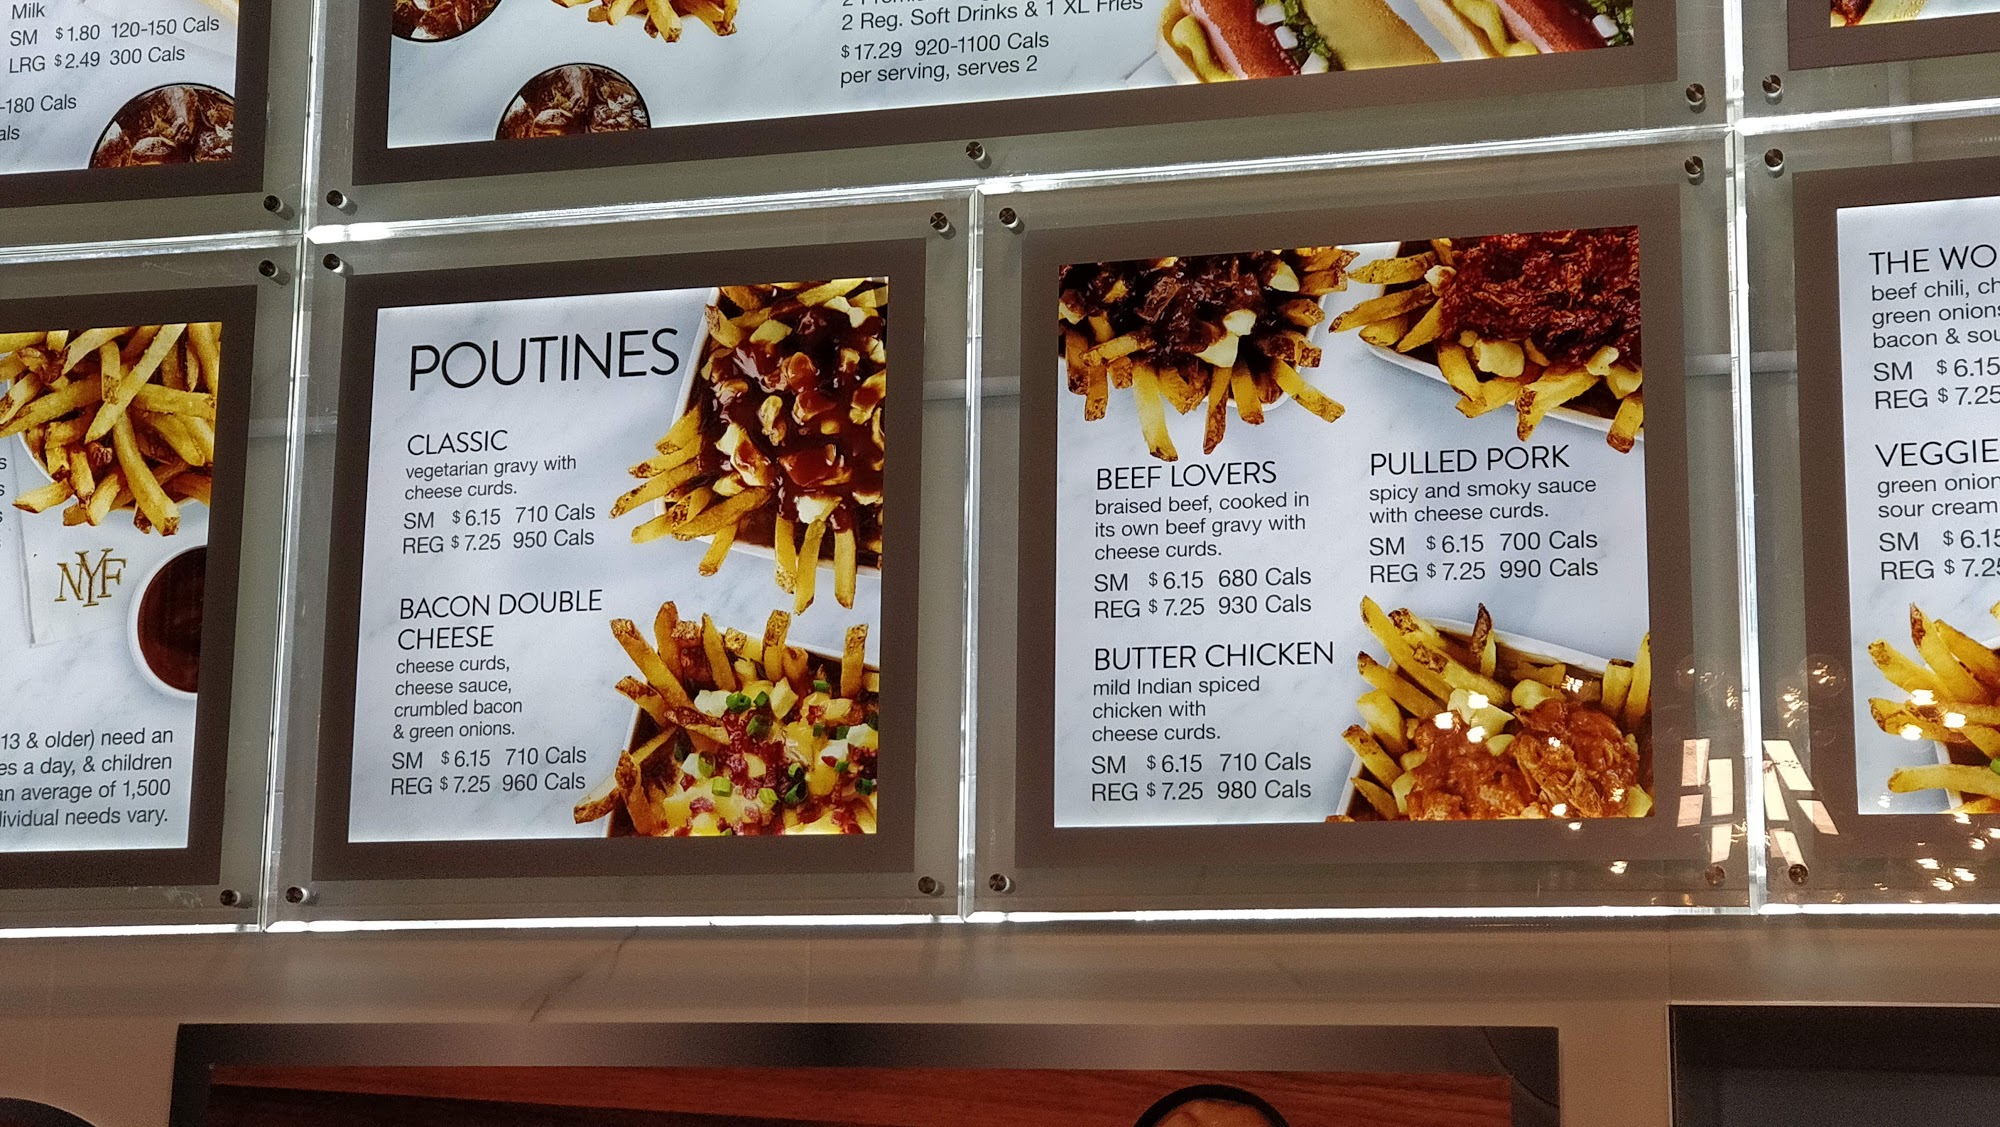 Milk
SM $1.80 120-150 Cals
LRG $2.49 300 Cals
-180 Cals
2 Reg. Soft Drinks & 1 XL Fries
$17.29 920-1100 Cals
per serving, serves 2
NYF
13 & older) need an
es a day, & children
an average of 1,500
dividual needs vary.
POUTINES
CLASSIC
vegetarian gravy with
cheese curds.
SM $6.15 710 Cals
REG $7.25 950 Cals
BACON DOUBLE
CHEESE
cheese curds,
cheese sauce,
crumbled bacon
& green onions.
SM $6.15 710 Cals
REG $7.25 960 Cals
BEEF LOVERS
braised beef, cooked in
its own beef gravy with
cheese curds.
SM $6.15 680 Cals
REG $7.25 930 Cals
BUTTER CHICKEN
mild Indian spiced
chicken with
cheese curds.
SM $6.15 710 Cals
REG $7.25 980 Cals
PULLED PORK
spicy and smoky sauce
with cheese curds.
SM $6.15 700 Cals
REG $7.25 990 Cals
THE WO
beef chili, ch
green onions
bacon & sou
SM $6.15
REG $7.25
VEGGIE
green onion
sour cream
SM $6.15
REG $7.2